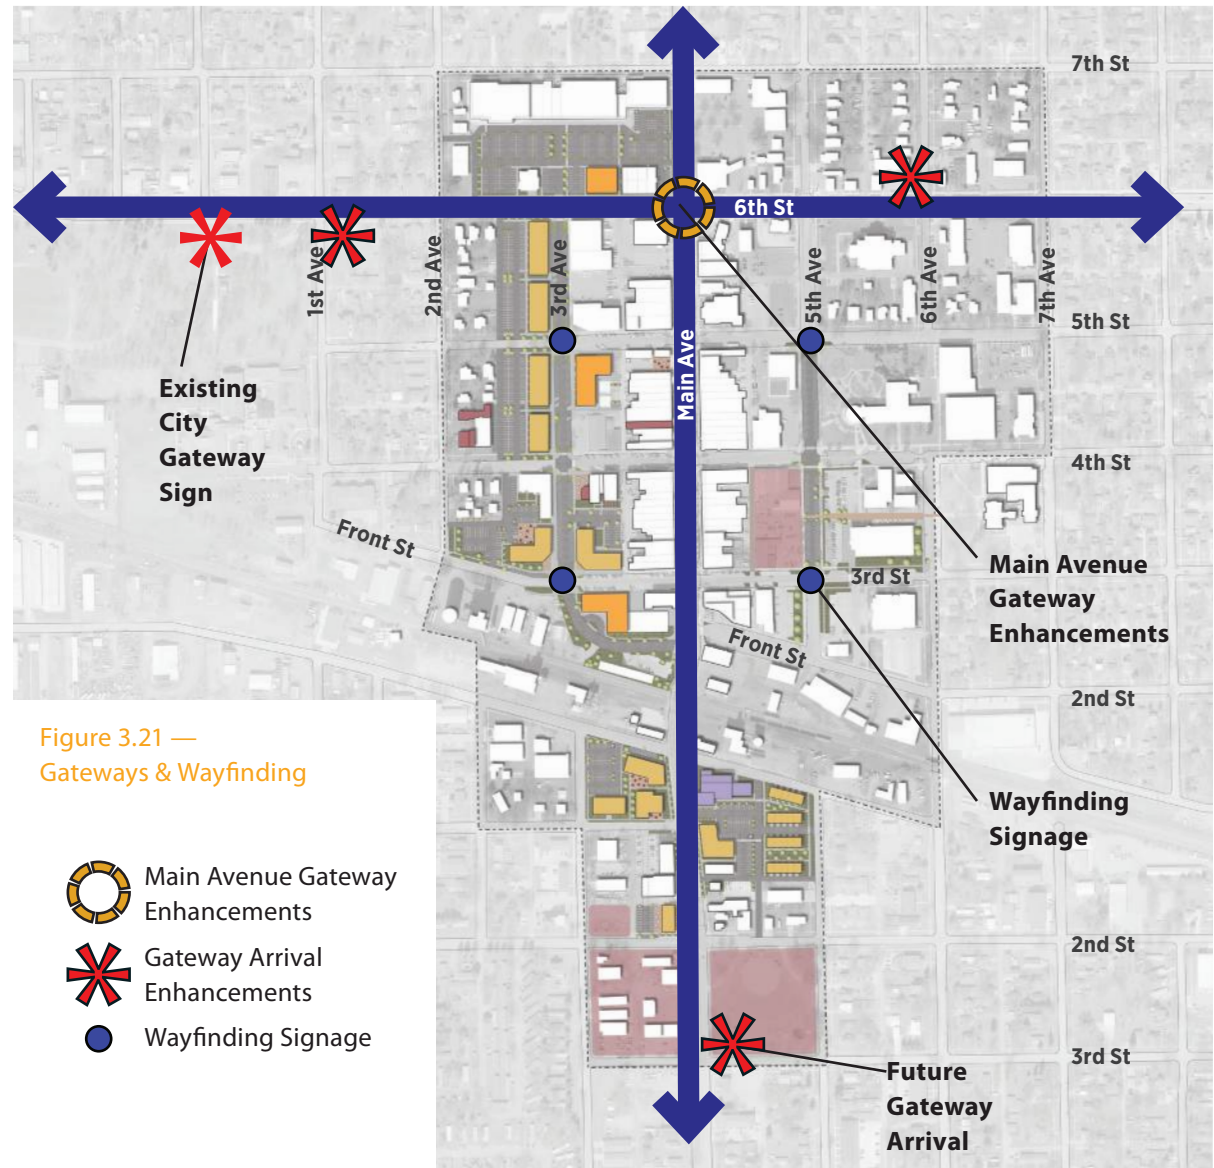 7th St
6th St
1st Ave
2nd Ave
3rd Ave
5th Ave
6th Ave
7th Ave
5th St
Main Ave
Existing
City
Gateway
Sign
4th St
Front St
3rd St
Main Avenue
Gateway
Enhancements
Front St
2nd St
Figure 3.21 —
Gateways & Wayfinding
Wayfinding
Signage
Main Avenue Gateway
Enhancements
Gateway Arrival
Enhancements
Wayfinding Signage
2nd St
3rd St
Future
Gateway
Arrival